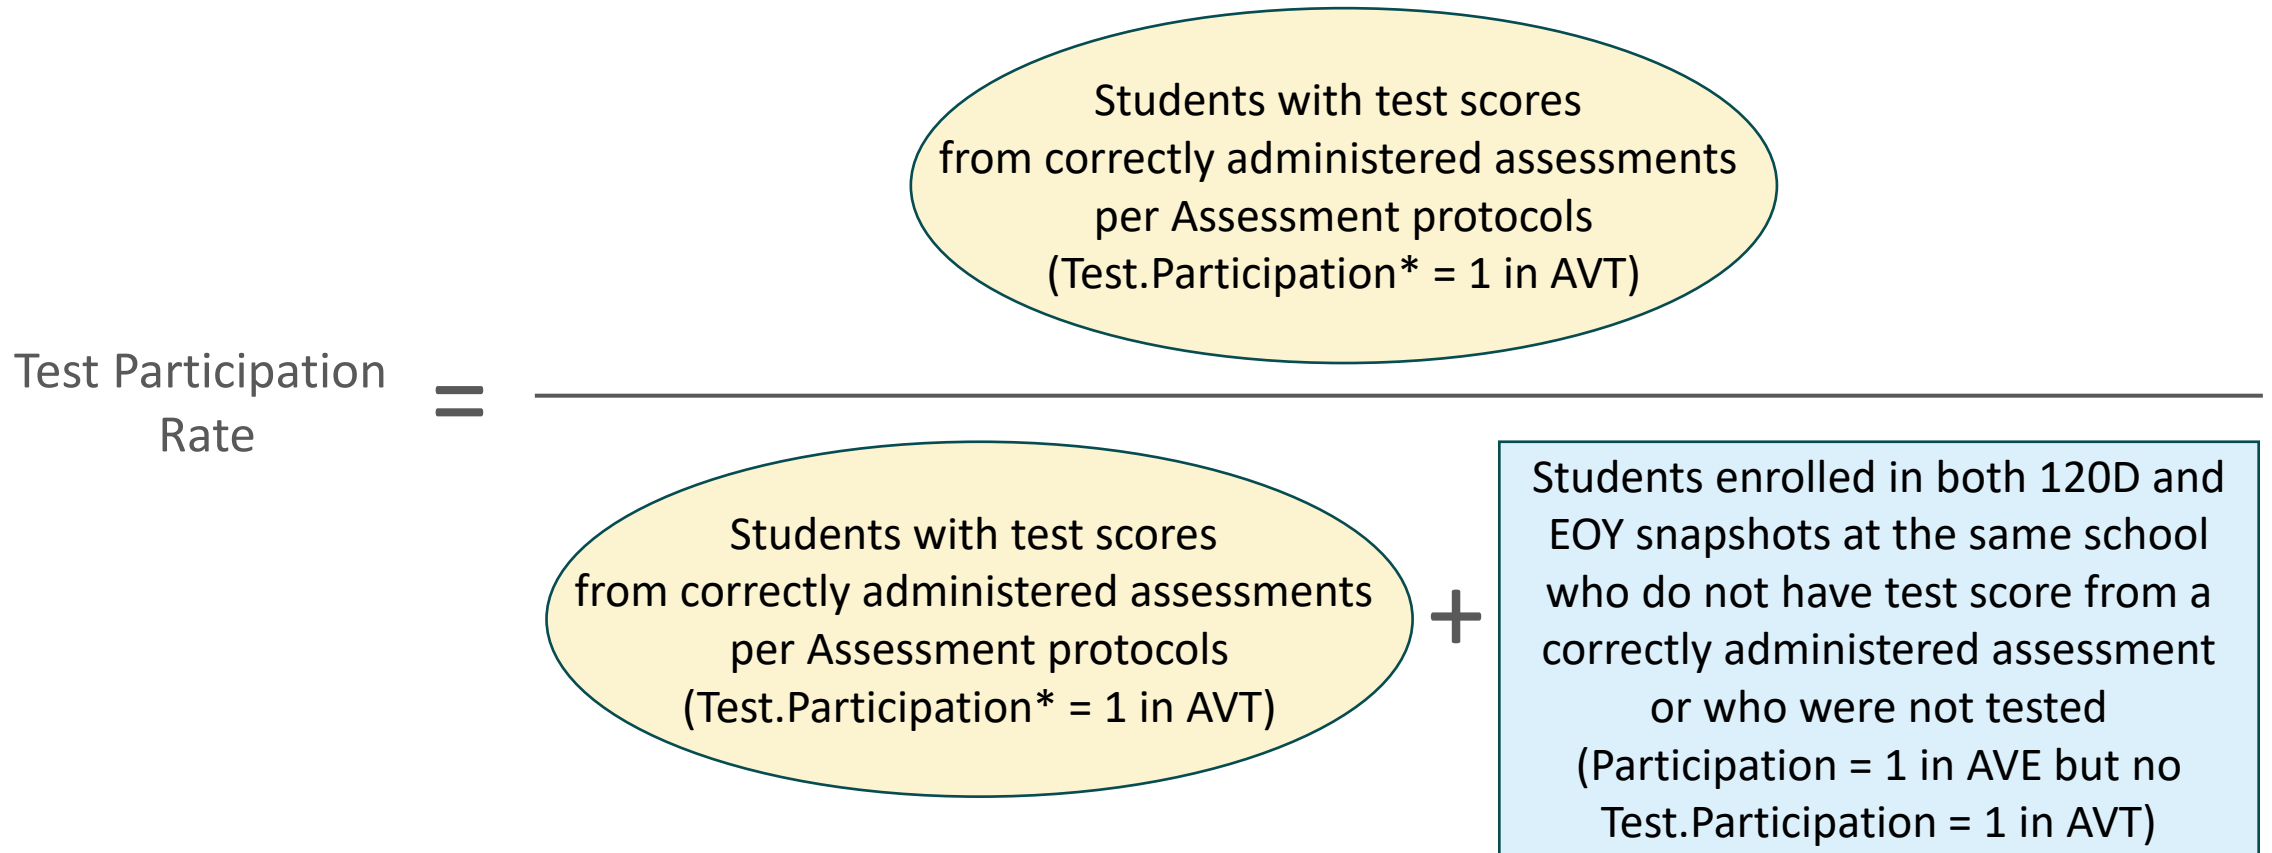 Students with test scores
from correctly administered assessments
per Assessment protocols
(Test.Participation* = 1 in AVT)
Test Participation
Rate
=
Students with test scores
from correctly administered assessments
per Assessment protocols
(Test.Participation* = 1 in AVT)
+
Students enrolled in both 120D and
EOY snapshots at the same school
who do not have test score from a
correctly administered assessment
or who were not tested
(Participation = 1 in AVE but no
Test.Participation = 1 in AVT)